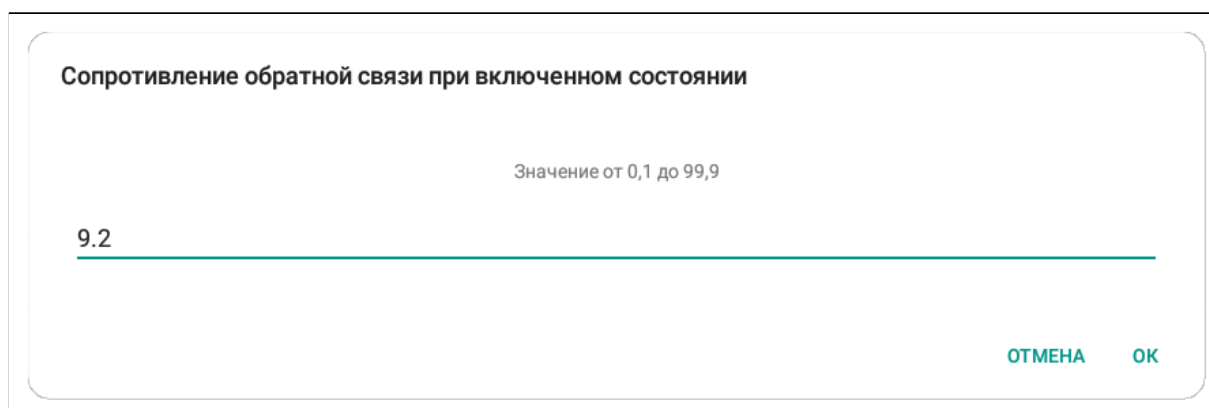 Сопротивление обратной связи при включенном состоянии
Значение от 0,1 до 99,9
9.2
ОТМЕНА ОК